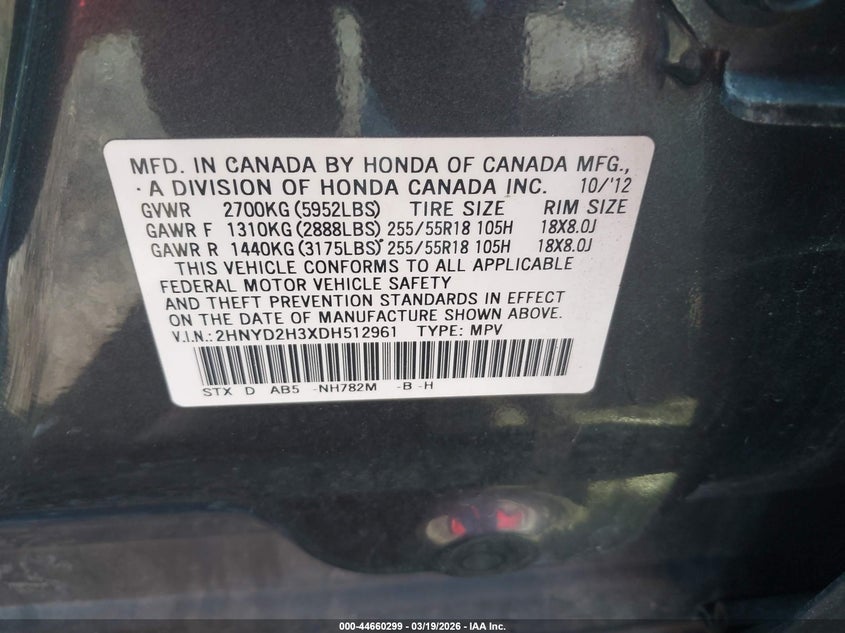 MFD. IN CANADA BY HONDA OF CANADA MFG.,
A DIVISION OF HONDA CANADA INC. 10/'12
GVWR 2700KG (5952LBS) TIRE SIZE RIM SIZE
GAWR F 1310KG (2888LBS) 255/55R18 105H 18X8.0J
GAWR R 1440KG (3175LBS) 255/55R18 105H 18X8.0J
THIS VEHICLE CONFORMS TO ALL APPLICABLE
FEDERAL MOTOR VEHICLE SAFETY
AND THEFT PREVENTION STANDARDS IN EFFECT
ON THE DATE OF MANUFACTURE SHOWN ABOVE.
V.I.N.: 2HNYD2H3XDH512961 TYPE: MPV
STX D AB5 -NH782M -B -H
000-44660299 - 03/19/2026 - IAA Inc.